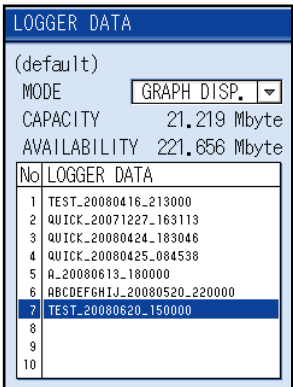 LOGGER DATA
(default)
MODE GRAPH DISP.
CAPACITY 21.219 Mbyte
AVAILABILITY 221.656 Mbyte
No LOGGER DATA
1 TEST_20080416_213000
2 QUICK_20071227_163113
3 QUICK_20080424_183046
4 QUICK_20080425_084538
5 A_20080613_180000
6 ABCDEFGHIJ_20080520_220000
7 TEST_20080620_150000
8
9
10